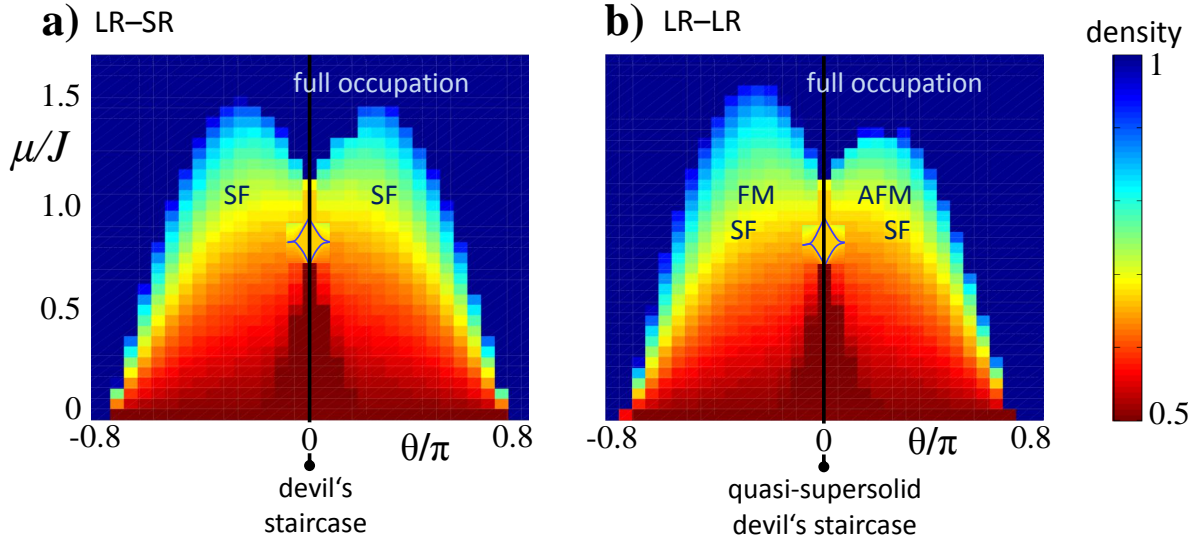 a) LR–SR
b) LR–LR
density
full occupation
full occupation
1
1.5
μ/J
SF
SF
FM
SF
AFM
SF
1.0
0.5
0
0.5
-0.8
0
θ/π
0.8
-0.8
0
θ/π
0.8
devil‘s
staircase
quasi-supersolid
devil‘s staircase